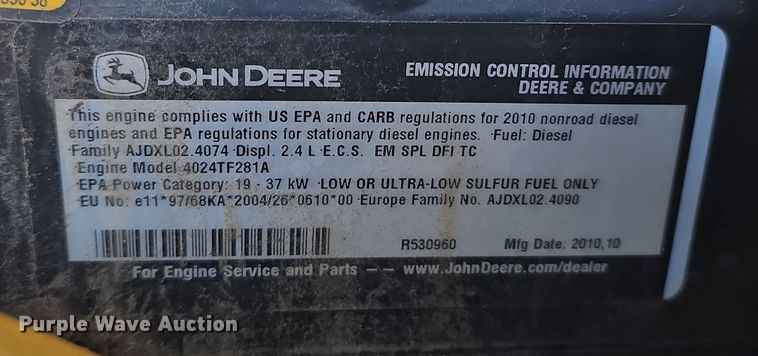 JOHN DEERE
EMISSION CONTROL INFORMATION
DEERE & COMPANY
This engine complies with US EPA and CARB regulations for 2010 nonroad diesel
engines and EPA regulations for stationary diesel engines. Fuel: Diesel
Family AJDXL02.4074 Displ. 2.4 L E.C.S. EM SPL DFI TC
Engine Model 4024TF281A
EPA Power Category: 19 - 37 kW LOW OR ULTRA-LOW SULFUR FUEL ONLY
EU No: e11*97/68KA*2004/26*0610*00 Europe Family No. AJDXL02.4090
R530960 Mfg Date: 2010.10
For Engine Service and Parts -- www.JohnDeere.com/dealer
Purple Wave Auction